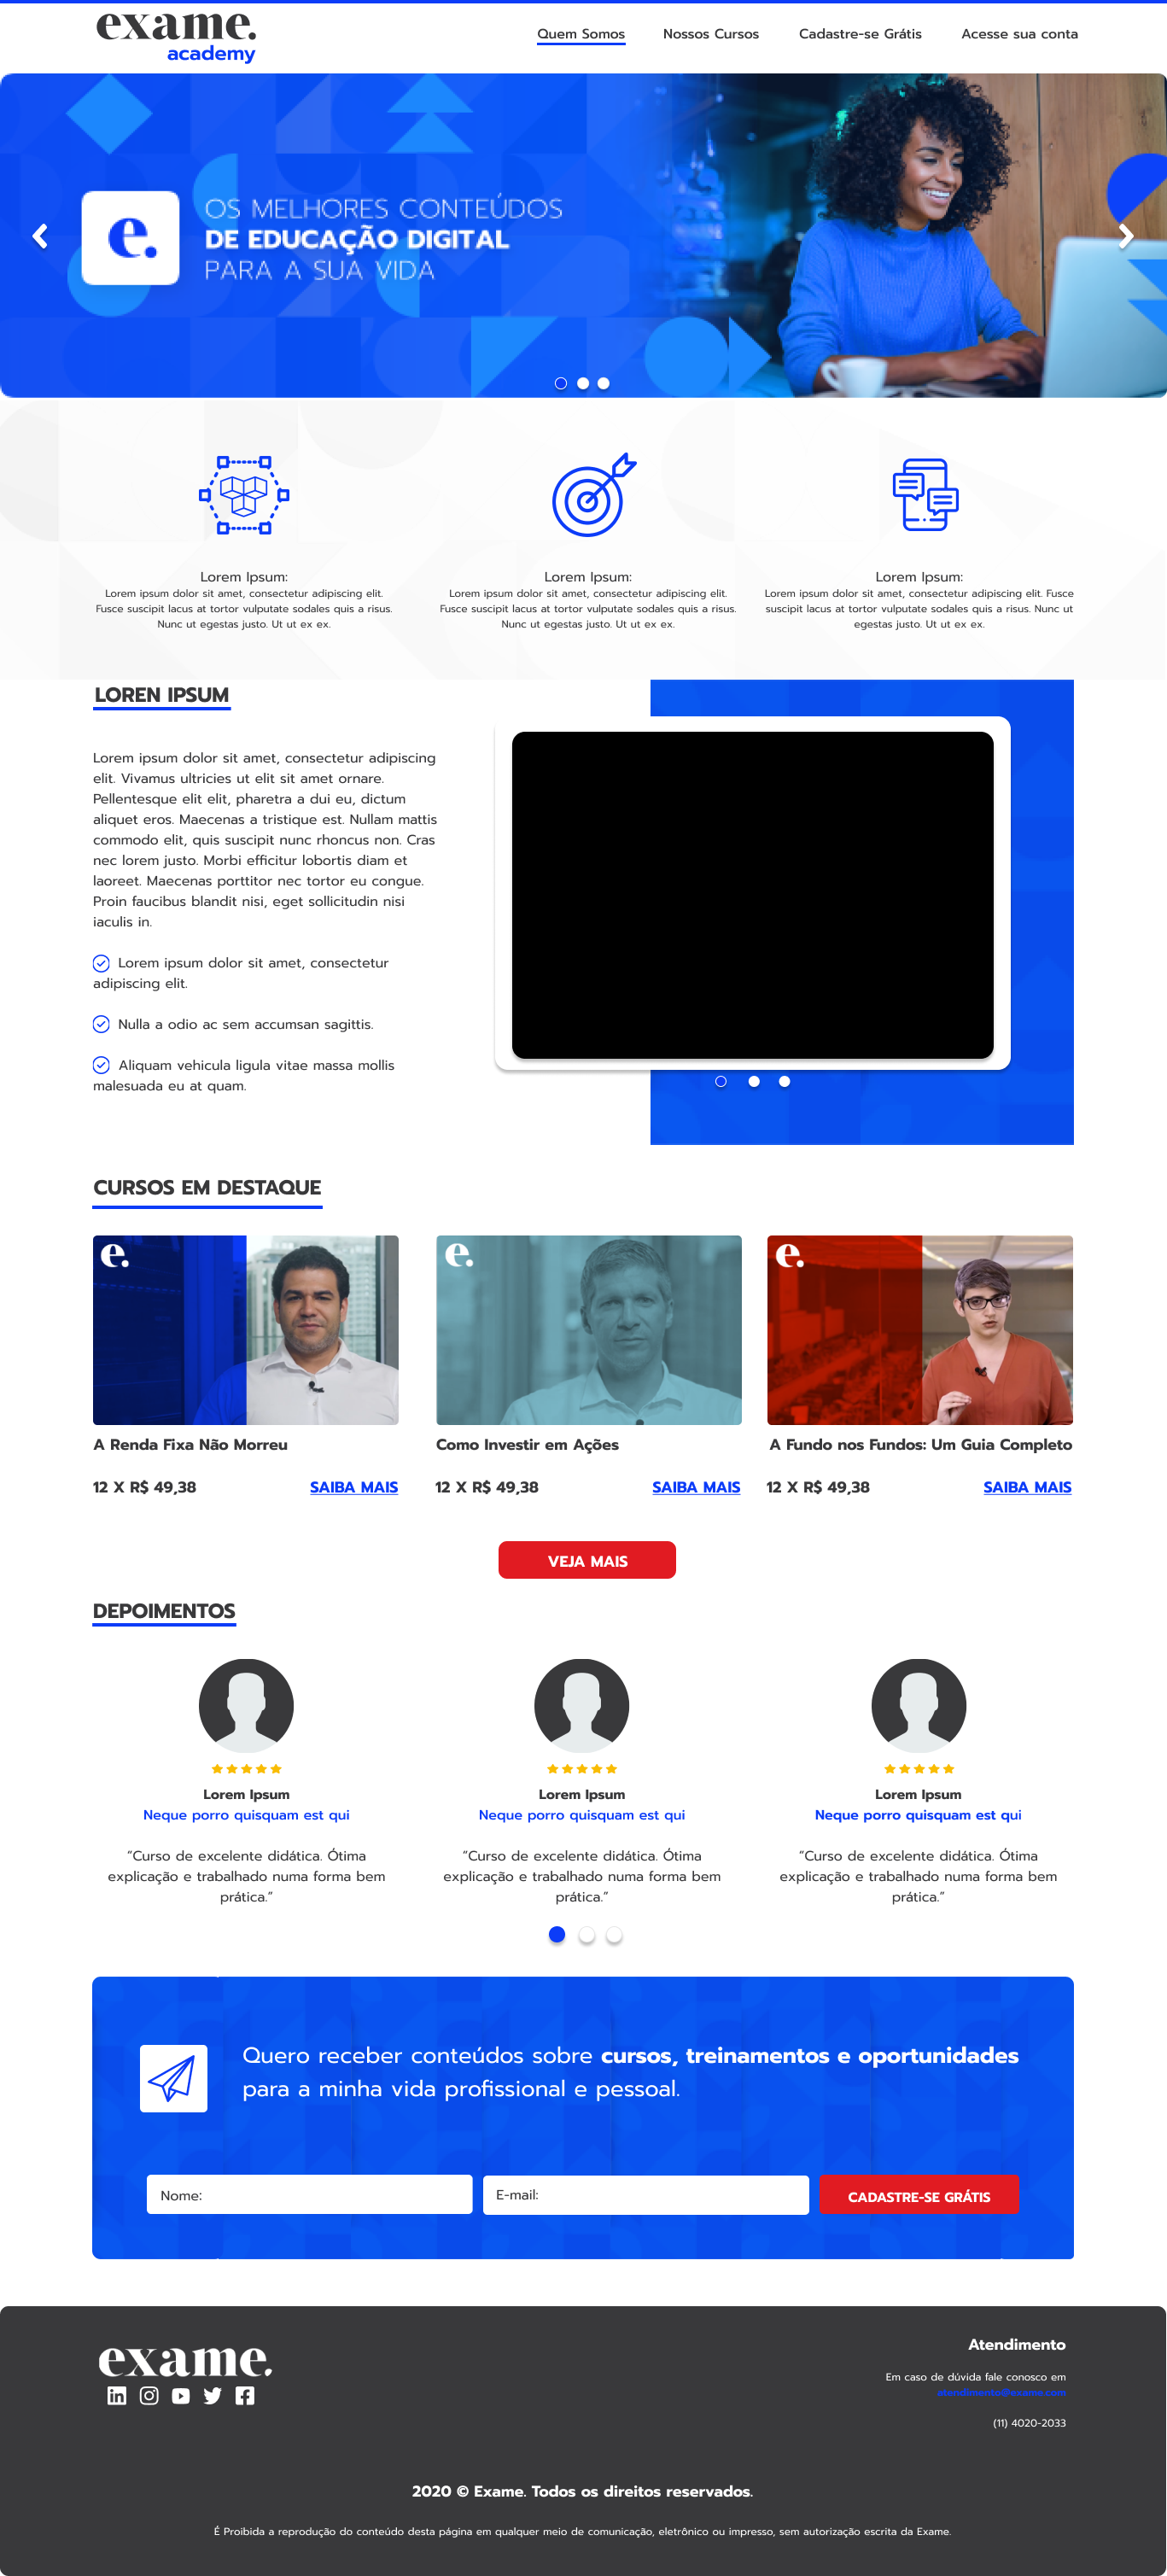 exame.
academy
Quem Somos
Nossos Cursos
Cadastre-se Grátis
Acesse sua conta
e.
OS MELHORES CONTEÚDOS
DE EDUCAÇÃO DIGITAL
PARA A SUA VIDA
Lorem Ipsum:
Lorem ipsum dolor sit amet, consectetur adipiscing elit.
Fusce suscipit lacus at tortor vulputate sodales quis a risus.
Nunc ut egestas justo. Ut ut ex ex.
Lorem Ipsum:
Lorem ipsum dolor sit amet, consectetur adipiscing elit.
Fusce suscipit lacus at tortor vulputate sodales quis a risus.
Nunc ut egestas justo. Ut ut ex ex.
Lorem Ipsum:
Lorem ipsum dolor sit amet, consectetur adipiscing elit. Fusce
suscipit lacus at tortor vulputate sodales quis a risus. Nunc ut
egestas justo. Ut ut ex ex.
LOREN IPSUM
Lorem ipsum dolor sit amet, consectetur adipiscing
elit. Vivamus ultricies ut elit sit amet ornare.
Pellentesque elit elit, pharetra a dui eu, dictum
aliquet eros. Maecenas a tristique est. Nullam mattis
commodo elit, quis suscipit nunc rhoncus non. Cras
nec lorem justo. Morbi efficitur lobortis diam et
laoreet. Maecenas porttitor nec tortor eu congue.
Proin faucibus blandit nisi, eget sollicitudin nisi
iaculis in.
Lorem ipsum dolor sit amet, consectetur
adipiscing elit.
Nulla a odio ac sem accumsan sagittis.
Aliquam vehicula ligula vitae massa mollis
malesuada eu at quam.
CURSOS EM DESTAQUE
e.
A Renda Fixa Não Morreu
12 X R$ 49,38
SAIBA MAIS
e.
Como Investir em Ações
12 X R$ 49,38
SAIBA MAIS
e.
A Fundo nos Fundos: Um Guia Completo
12 X R$ 49,38
SAIBA MAIS
VEJA MAIS
DEPOIMENTOS
Lorem Ipsum
Neque porro quisquam est qui
“Curso de excelente didática. Ótima
explicação e trabalhado numa forma bem
prática.”
Lorem Ipsum
Neque porro quisquam est qui
“Curso de excelente didática. Ótima
explicação e trabalhado numa forma bem
prática.”
Lorem Ipsum
Neque porro quisquam est qui
“Curso de excelente didática. Ótima
explicação e trabalhado numa forma bem
prática.”
Quero receber conteúdos sobre cursos, treinamentos e oportunidades
para a minha vida profissional e pessoal.
Nome:
E-mail:
CADASTRE-SE GRÁTIS
exame.
Atendimento
Em caso de dúvida fale conosco em
atendimento@exame.com
(11) 4020-2033
2020 © Exame. Todos os direitos reservados.
É Proibida a reprodução do conteúdo desta página em qualquer meio de comunicação, eletrônico ou impresso, sem autorização escrita da Exame.